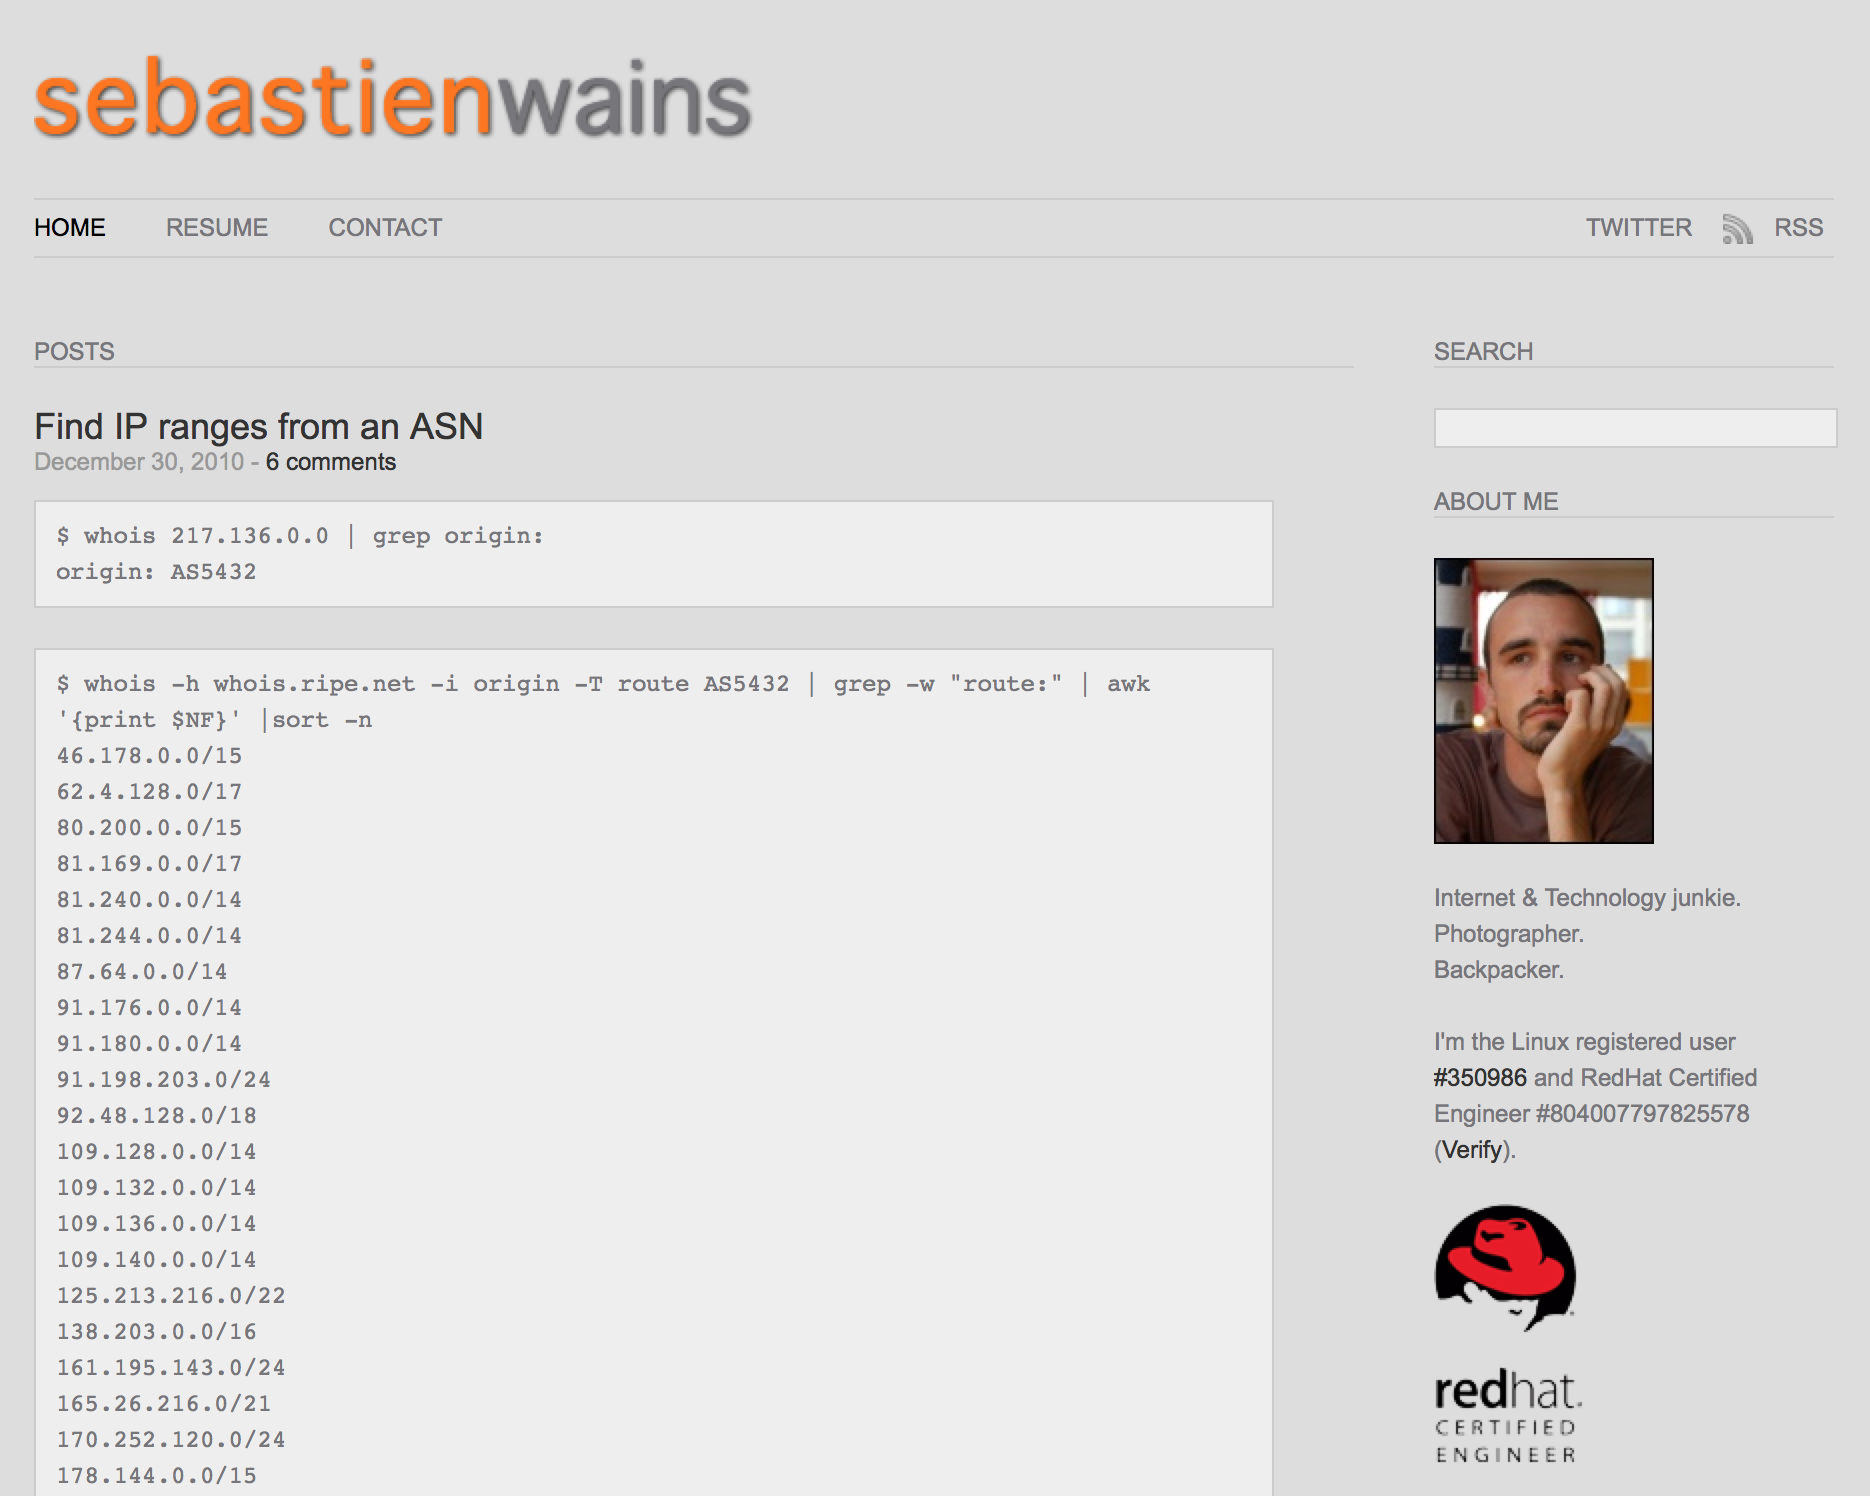 sebastienwains
HOME RESUME CONTACT TWITTER RSS
POSTS
Find IP ranges from an ASN
December 30, 2010 - 6 comments
$ whois 217.136.0.0 | grep origin:
origin: AS5432
$ whois -h whois.ripe.net -i origin -T route AS5432 | grep -w "route:" | awk
'{print $NF}' |sort -n
46.178.0.0/15
62.4.128.0/17
80.200.0.0/15
81.169.0.0/17
81.240.0.0/14
81.244.0.0/14
87.64.0.0/14
91.176.0.0/14
91.180.0.0/14
91.198.203.0/24
92.48.128.0/18
109.128.0.0/14
109.132.0.0/14
109.136.0.0/14
109.140.0.0/14
125.213.216.0/22
138.203.0.0/16
161.195.143.0/24
165.26.216.0/21
170.252.120.0/24
178.144.0.0/15
SEARCH
ABOUT ME
Internet & Technology junkie.
Photographer.
Backpacker.
I'm the Linux registered user
#350986 and RedHat Certified
Engineer #804007797825578
(Verify).
redhat.
CERTIFIED
ENGINEER